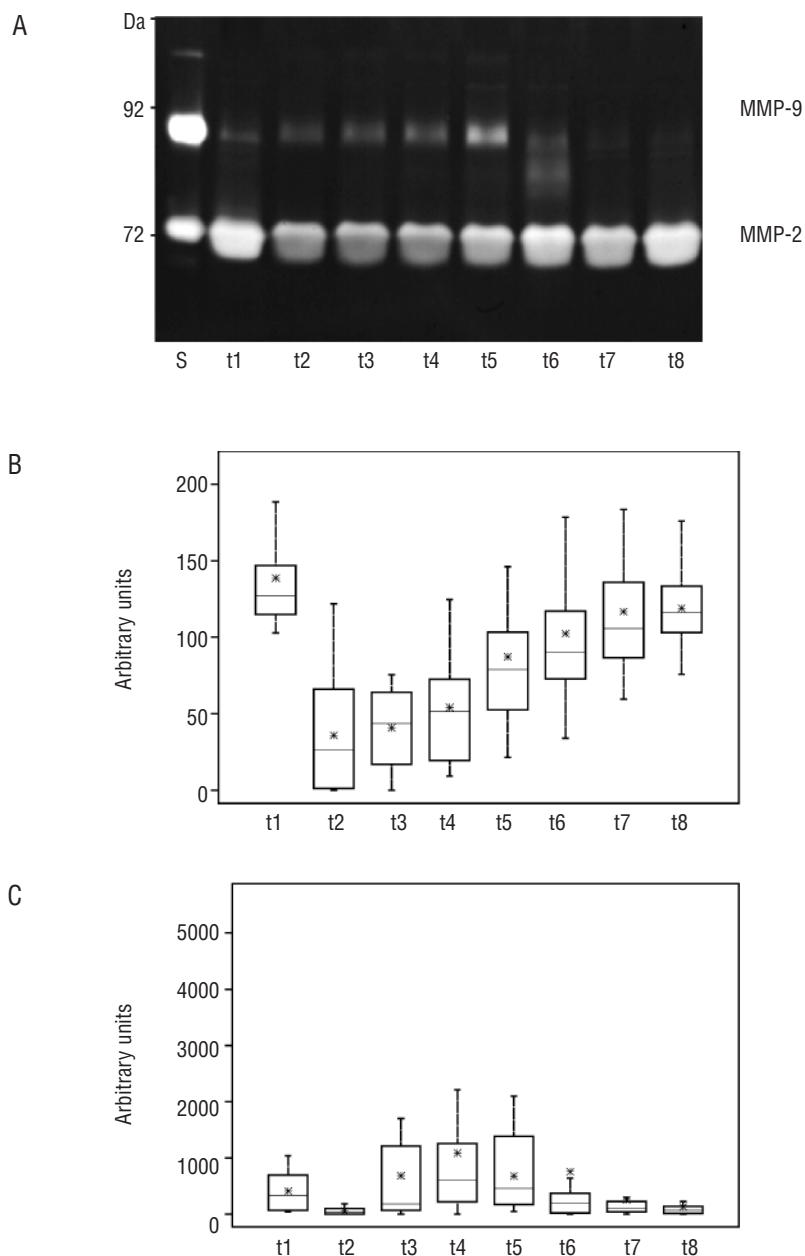 A
Da
92
MMP-9
72
MMP-2
S t1 t2 t3 t4 t5 t6 t7 t8
B
200
150
100
50
0
Arbitrary units
t1 t2 t3 t4 t5 t6 t7 t8
C
5000
4000
3000
2000
1000
0
Arbitrary units
t1 t2 t3 t4 t5 t6 t7 t8